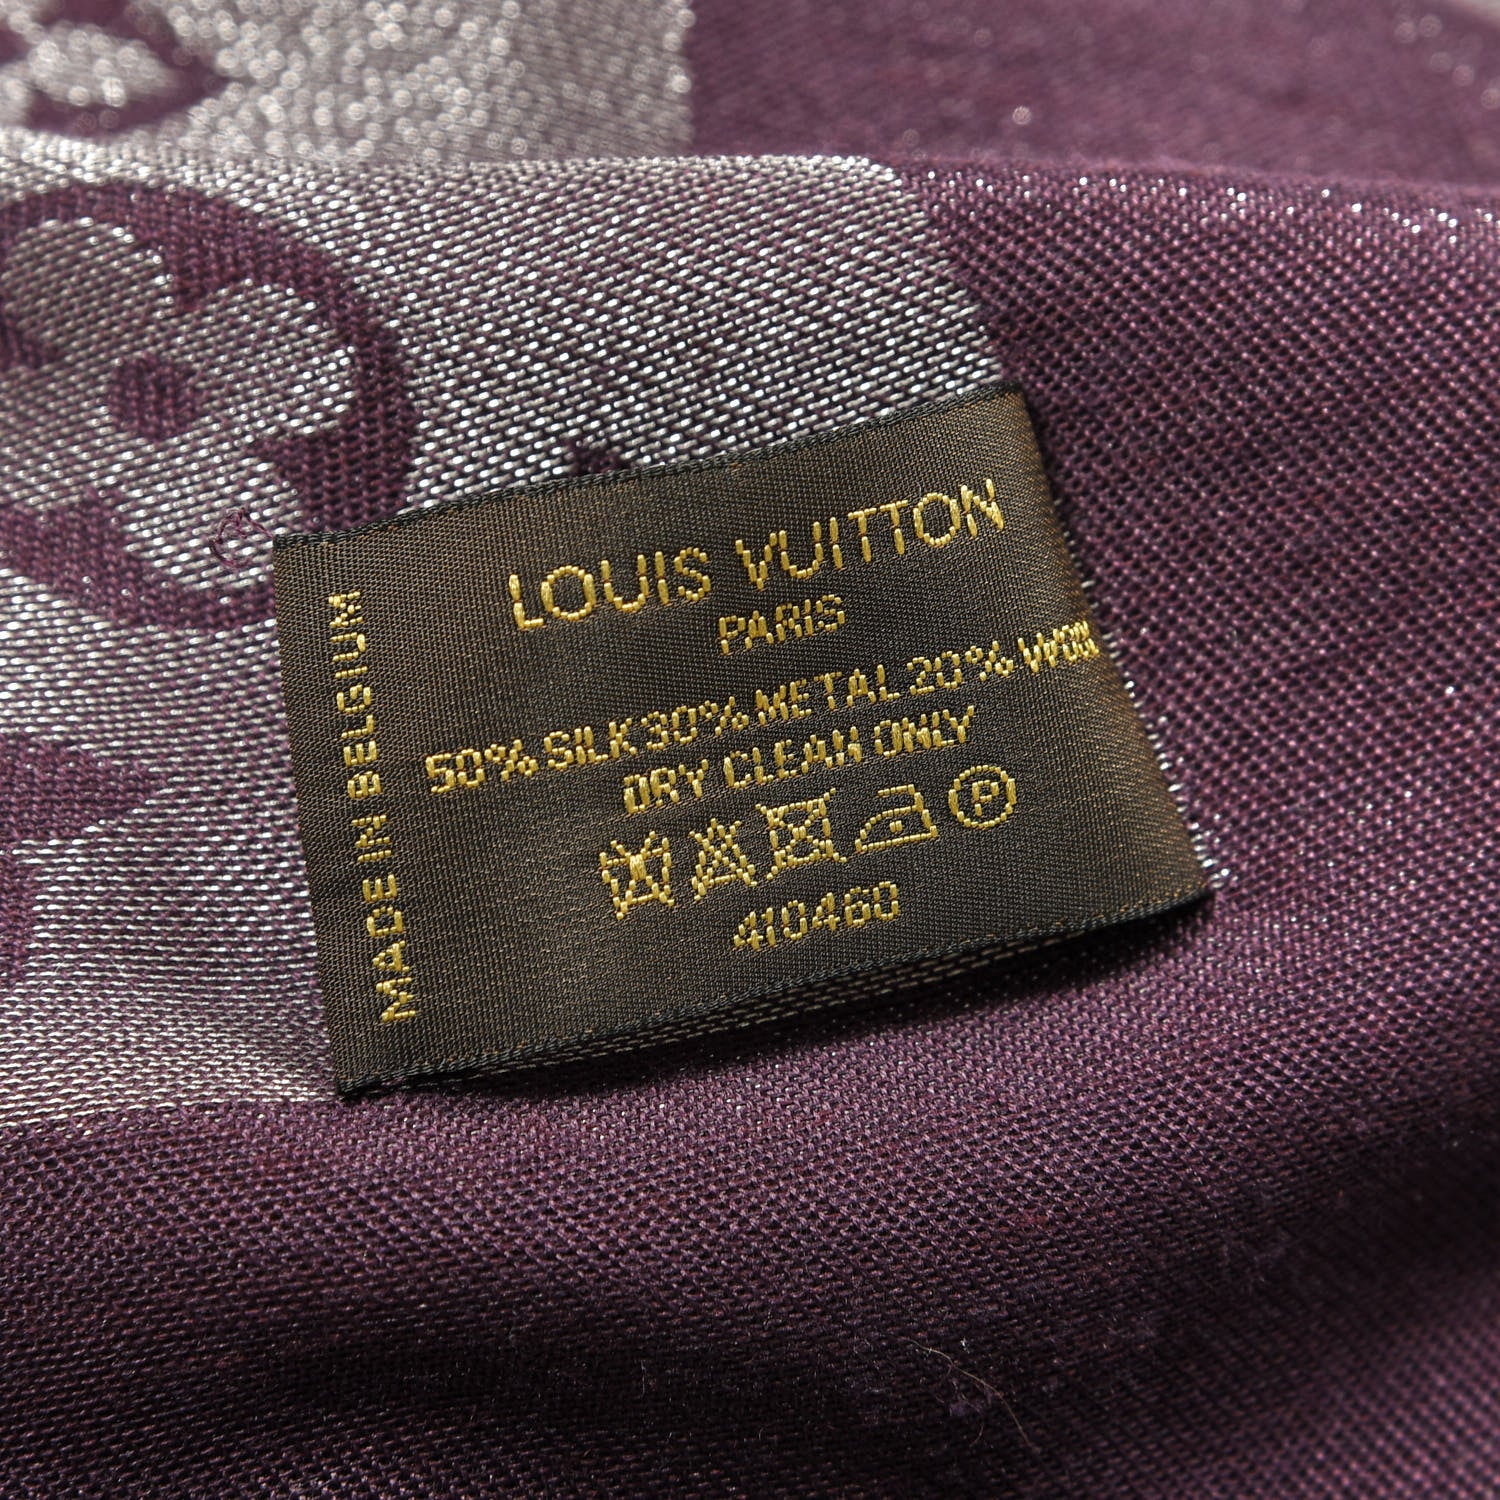 LOUIS VUITTON
PARIS
50% SILK 30% METAL 20% WOOL
DRY CLEAN ONLY
P
410460
MADE IN BELGIUM